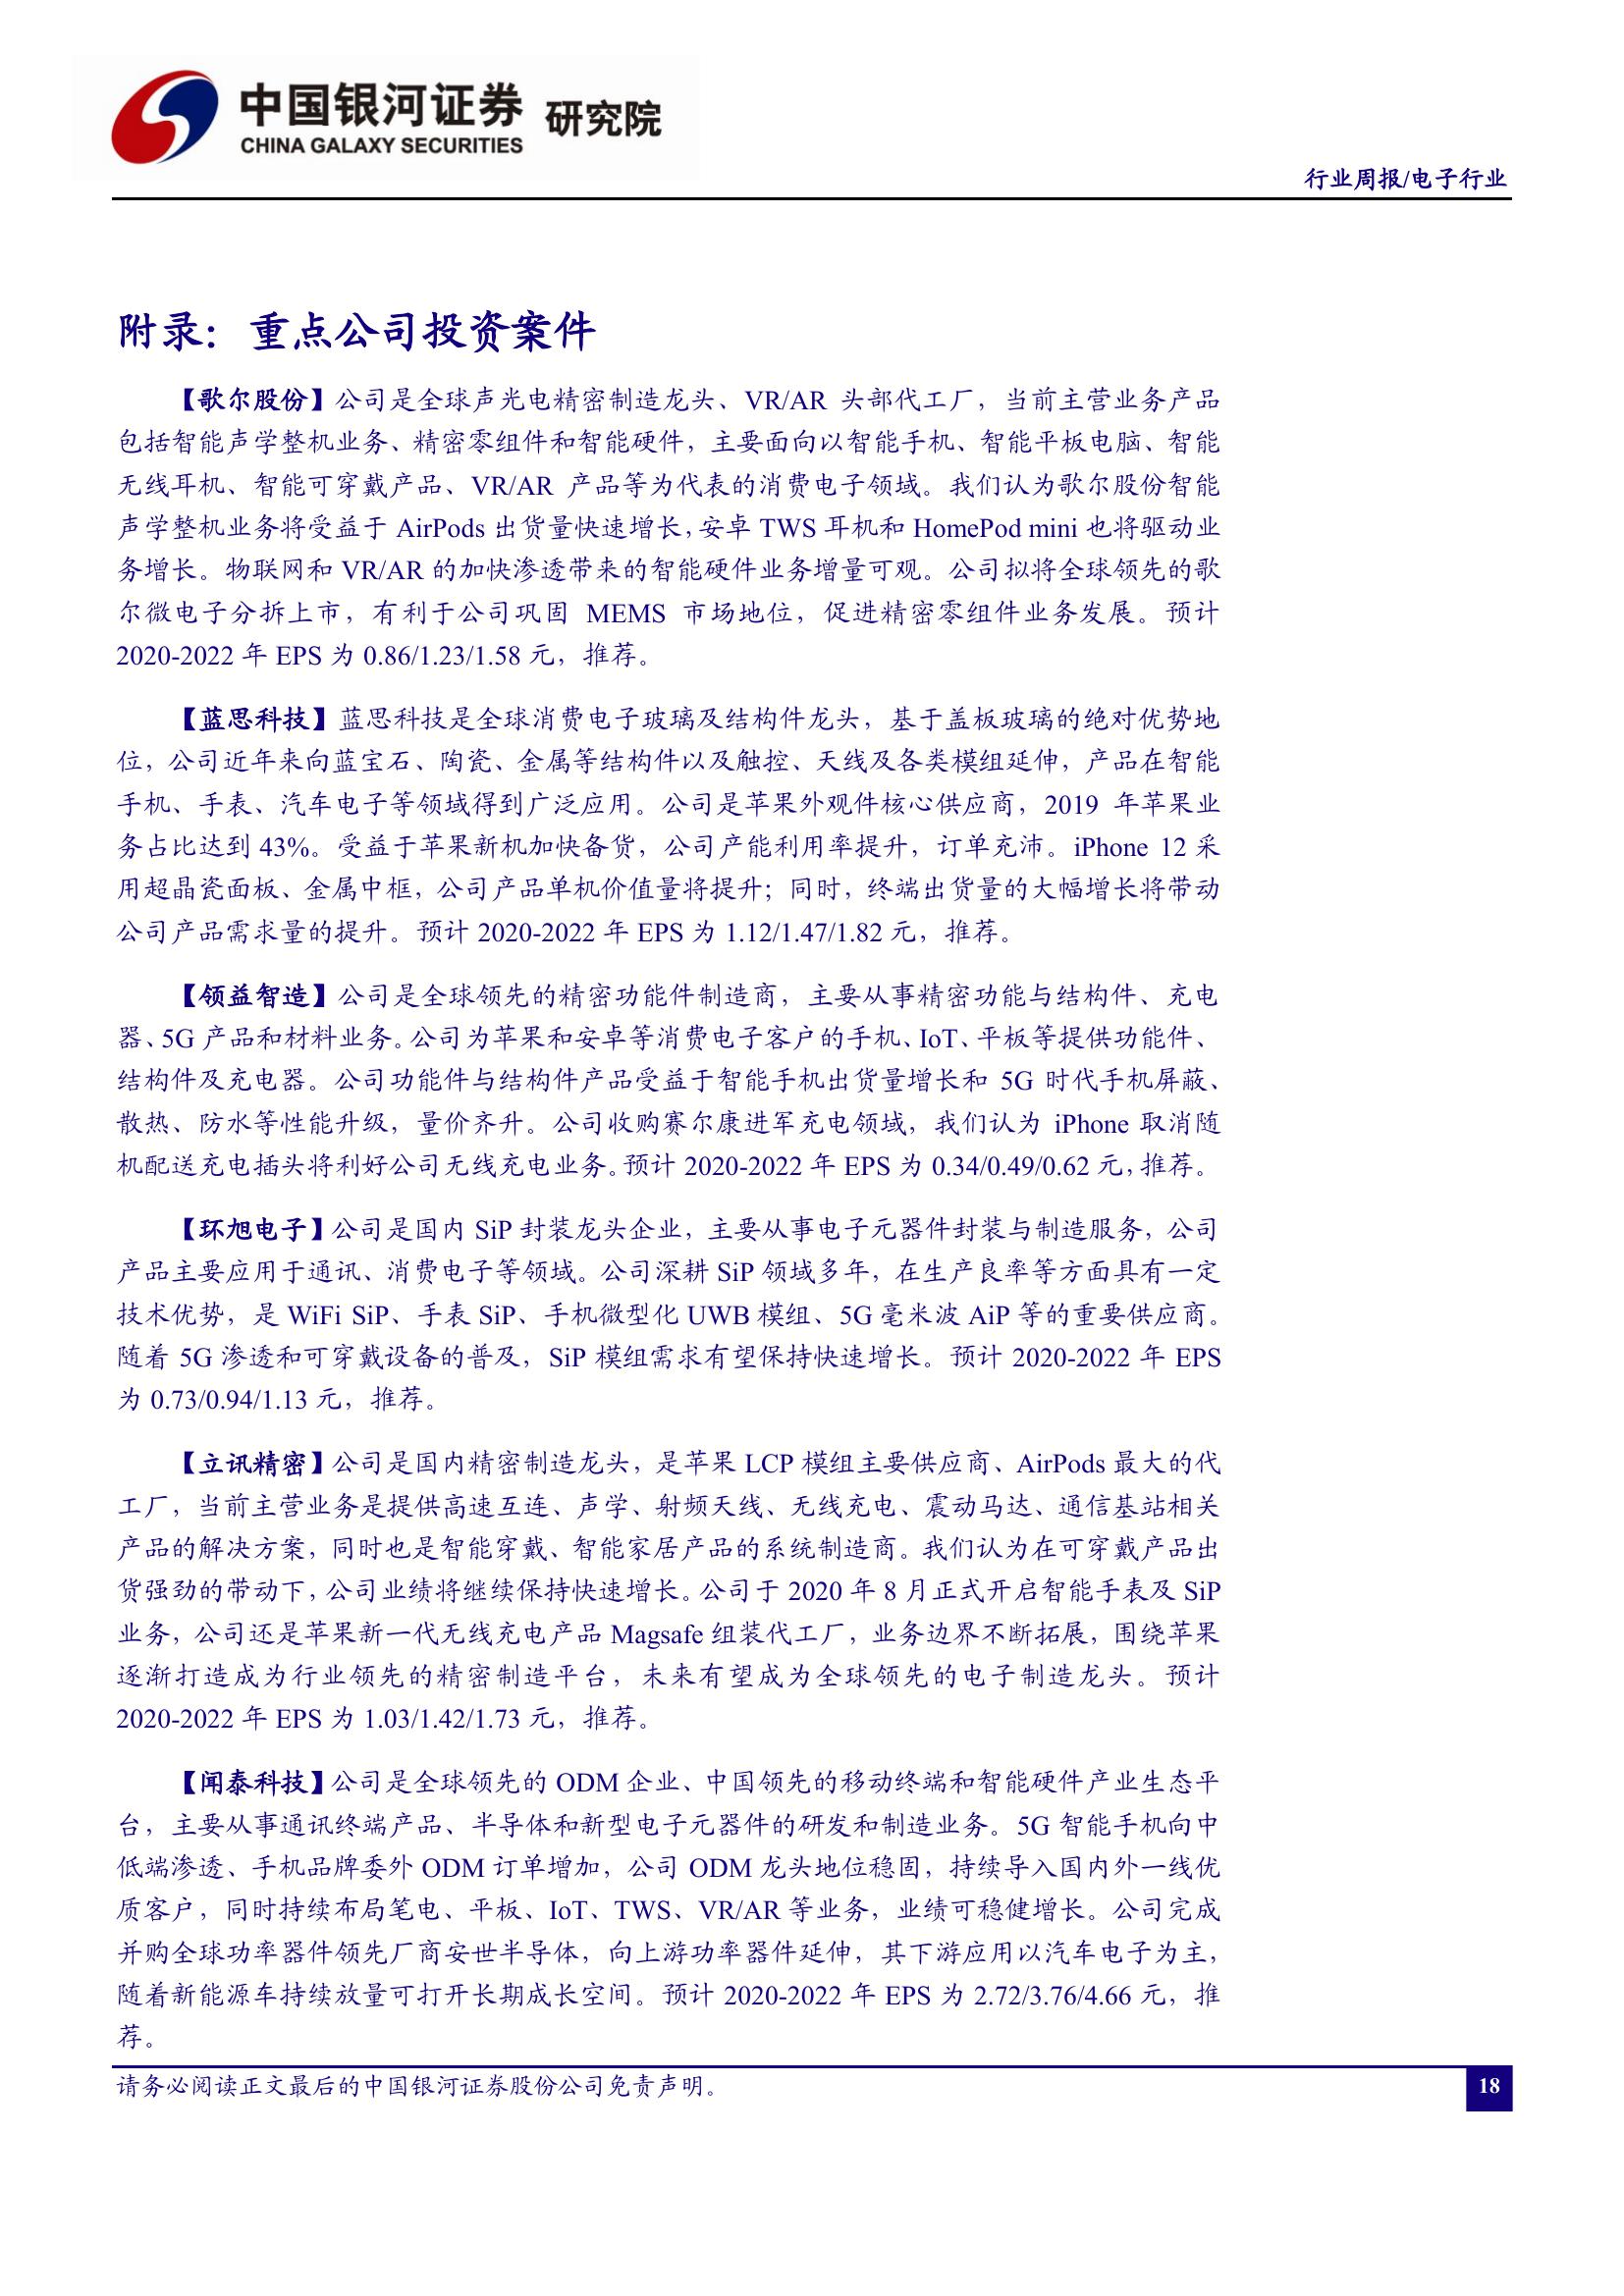 中国银河证券 研究院
CHINA GALAXY SECURITIES
行业周报/电子行业
附录：重点公司投资案件
【歌尔股份】公司是全球声光电精密制造龙头、VR/AR 头部代工厂，当前主营业务产品
包括智能声学整机业务、精密零组件和智能硬件，主要面向以智能手机、智能平板电脑、智能
无线耳机、智能可穿戴产品、VR/AR 产品等为代表的消费电子领域。我们认为歌尔股份智能
声学整机业务将受益于 AirPods 出货量快速增长，安卓 TWS 耳机和 HomePod mini 也将驱动业
务增长。物联网和 VR/AR 的加快渗透带来的智能硬件业务增量可观。公司拟将全球领先的歌
尔微电子分拆上市，有利于公司巩固 MEMS 市场地位，促进精密零组件业务发展。预计
2020-2022 年 EPS 为 0.86/1.23/1.58 元，推荐。
【蓝思科技】蓝思科技是全球消费电子玻璃及结构件龙头，基于盖板玻璃的绝对优势地
位，公司近年来向蓝宝石、陶瓷、金属等结构件以及触控、天线及各类模组延伸，产品在智能
手机、手表、汽车电子等领域得到广泛应用。公司是苹果外观件核心供应商，2019 年苹果业
务占比达到 43%。受益于苹果新机加快备货，公司产能利用率提升，订单充沛。iPhone 12 采
用超晶瓷面板、金属中框，公司产品单机价值量将提升；同时，终端出货量的大幅增长将带动
公司产品需求量的提升。预计 2020-2022 年 EPS 为 1.12/1.47/1.82 元，推荐。
【领益智造】公司是全球领先的精密功能件制造商，主要从事精密功能与结构件、充电
器、5G 产品和材料业务。公司为苹果和安卓等消费电子客户的手机、IoT、平板等提供功能件、
结构件及充电器。公司功能件与结构件产品受益于智能手机出货量增长和 5G 时代手机屏蔽、
散热、防水等性能升级，量价齐升。公司收购赛尔康进军充电领域，我们认为 iPhone 取消随
机配送充电插头将利好公司无线充电业务。预计 2020-2022 年 EPS 为 0.34/0.49/0.62 元，推荐。
【环旭电子】公司是国内 SiP 封装龙头企业，主要从事电子元器件封装与制造服务，公司
产品主要应用于通讯、消费电子等领域。公司深耕 SiP 领域多年，在生产良率等方面具有一定
技术优势，是 WiFi SiP、手表 SiP、手机微型化 UWB 模组、5G 毫米波 AiP 等的重要供应商。
随着 5G 渗透和可穿戴设备的普及，SiP 模组需求有望保持快速增长。预计 2020-2022 年 EPS
为 0.73/0.94/1.13 元，推荐。
【立讯精密】公司是国内精密制造龙头，是苹果 LCP 模组主要供应商、AirPods 最大的代
工厂，当前主营业务是提供高速互连、声学、射频天线、无线充电、震动马达、通信基站相关
产品的解决方案，同时也是智能穿戴、智能家居产品的系统制造商。我们认为在可穿戴产品出
货强劲的带动下，公司业绩将继续保持快速增长。公司于 2020 年 8 月正式开启智能手表及 SiP
业务，公司还是苹果新一代无线充电产品 Magsafe 组装代工厂，业务边界不断拓展，围绕苹果
逐渐打造成为行业领先的精密制造平台，未来有望成为全球领先的电子制造龙头。预计
2020-2022 年 EPS 为 1.03/1.42/1.73 元，推荐。
【闻泰科技】公司是全球领先的 ODM 企业、中国领先的移动终端和智能硬件产业生态平
台，主要从事通讯终端产品、半导体和新型电子元器件的研发和制造业务。5G 智能手机向中
低端渗透、手机品牌委外 ODM 订单增加，公司 ODM 龙头地位稳固，持续导入国内外一线优
质客户，同时持续布局笔电、平板、IoT、TWS、VR/AR 等业务，业绩可稳健增长。公司完成
并购全球功率器件领先厂商安世半导体，向上游功率器件延伸，其下游应用以汽车电子为主，
随着新能源车持续放量可打开长期成长空间。预计 2020-2022 年 EPS 为 2.72/3.76/4.66 元，推
荐。
请务必阅读正文最后的中国银河证券股份公司免责声明。
18